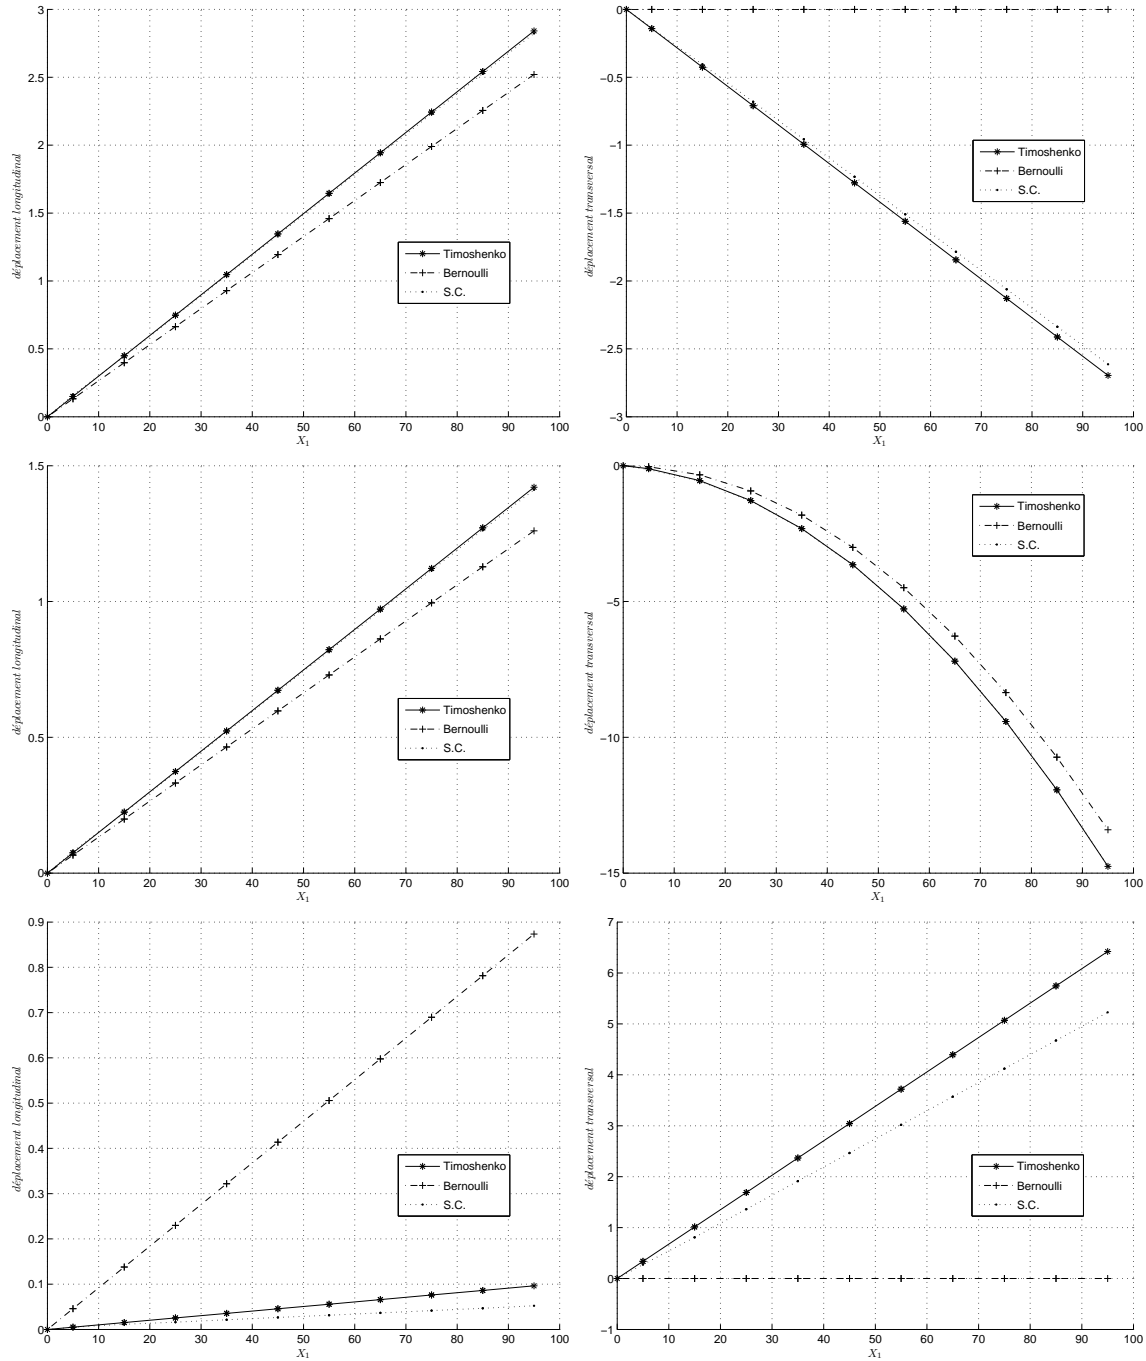 3
2.5
2
1.5
1
0.5
0
déplacement longitudinal
Timoshenko
Bernoulli
S.C.
0 10 20 30 40 50 60 70 80 90 100
X₁
0
−0.5
−1
−1.5
−2
−2.5
−3
déplacement transversal
Timoshenko
Bernoulli
S.C.
0 10 20 30 40 50 60 70 80 90 100
X₁
1.5
1
0.5
0
déplacement longitudinal
Timoshenko
Bernoulli
S.C.
0 10 20 30 40 50 60 70 80 90 100
X₁
0
−5
−10
−15
déplacement transversal
Timoshenko
Bernoulli
S.C.
0 10 20 30 40 50 60 70 80 90 100
X₁
0.9
0.8
0.7
0.6
0.5
0.4
0.3
0.2
0.1
0
déplacement longitudinal
Timoshenko
Bernoulli
S.C.
0 10 20 30 40 50 60 70 80 90 100
X₁
7
6
5
4
3
2
1
0
−1
déplacement transversal
Timoshenko
Bernoulli
S.C.
0 10 20 30 40 50 60 70 80 90 100
X₁